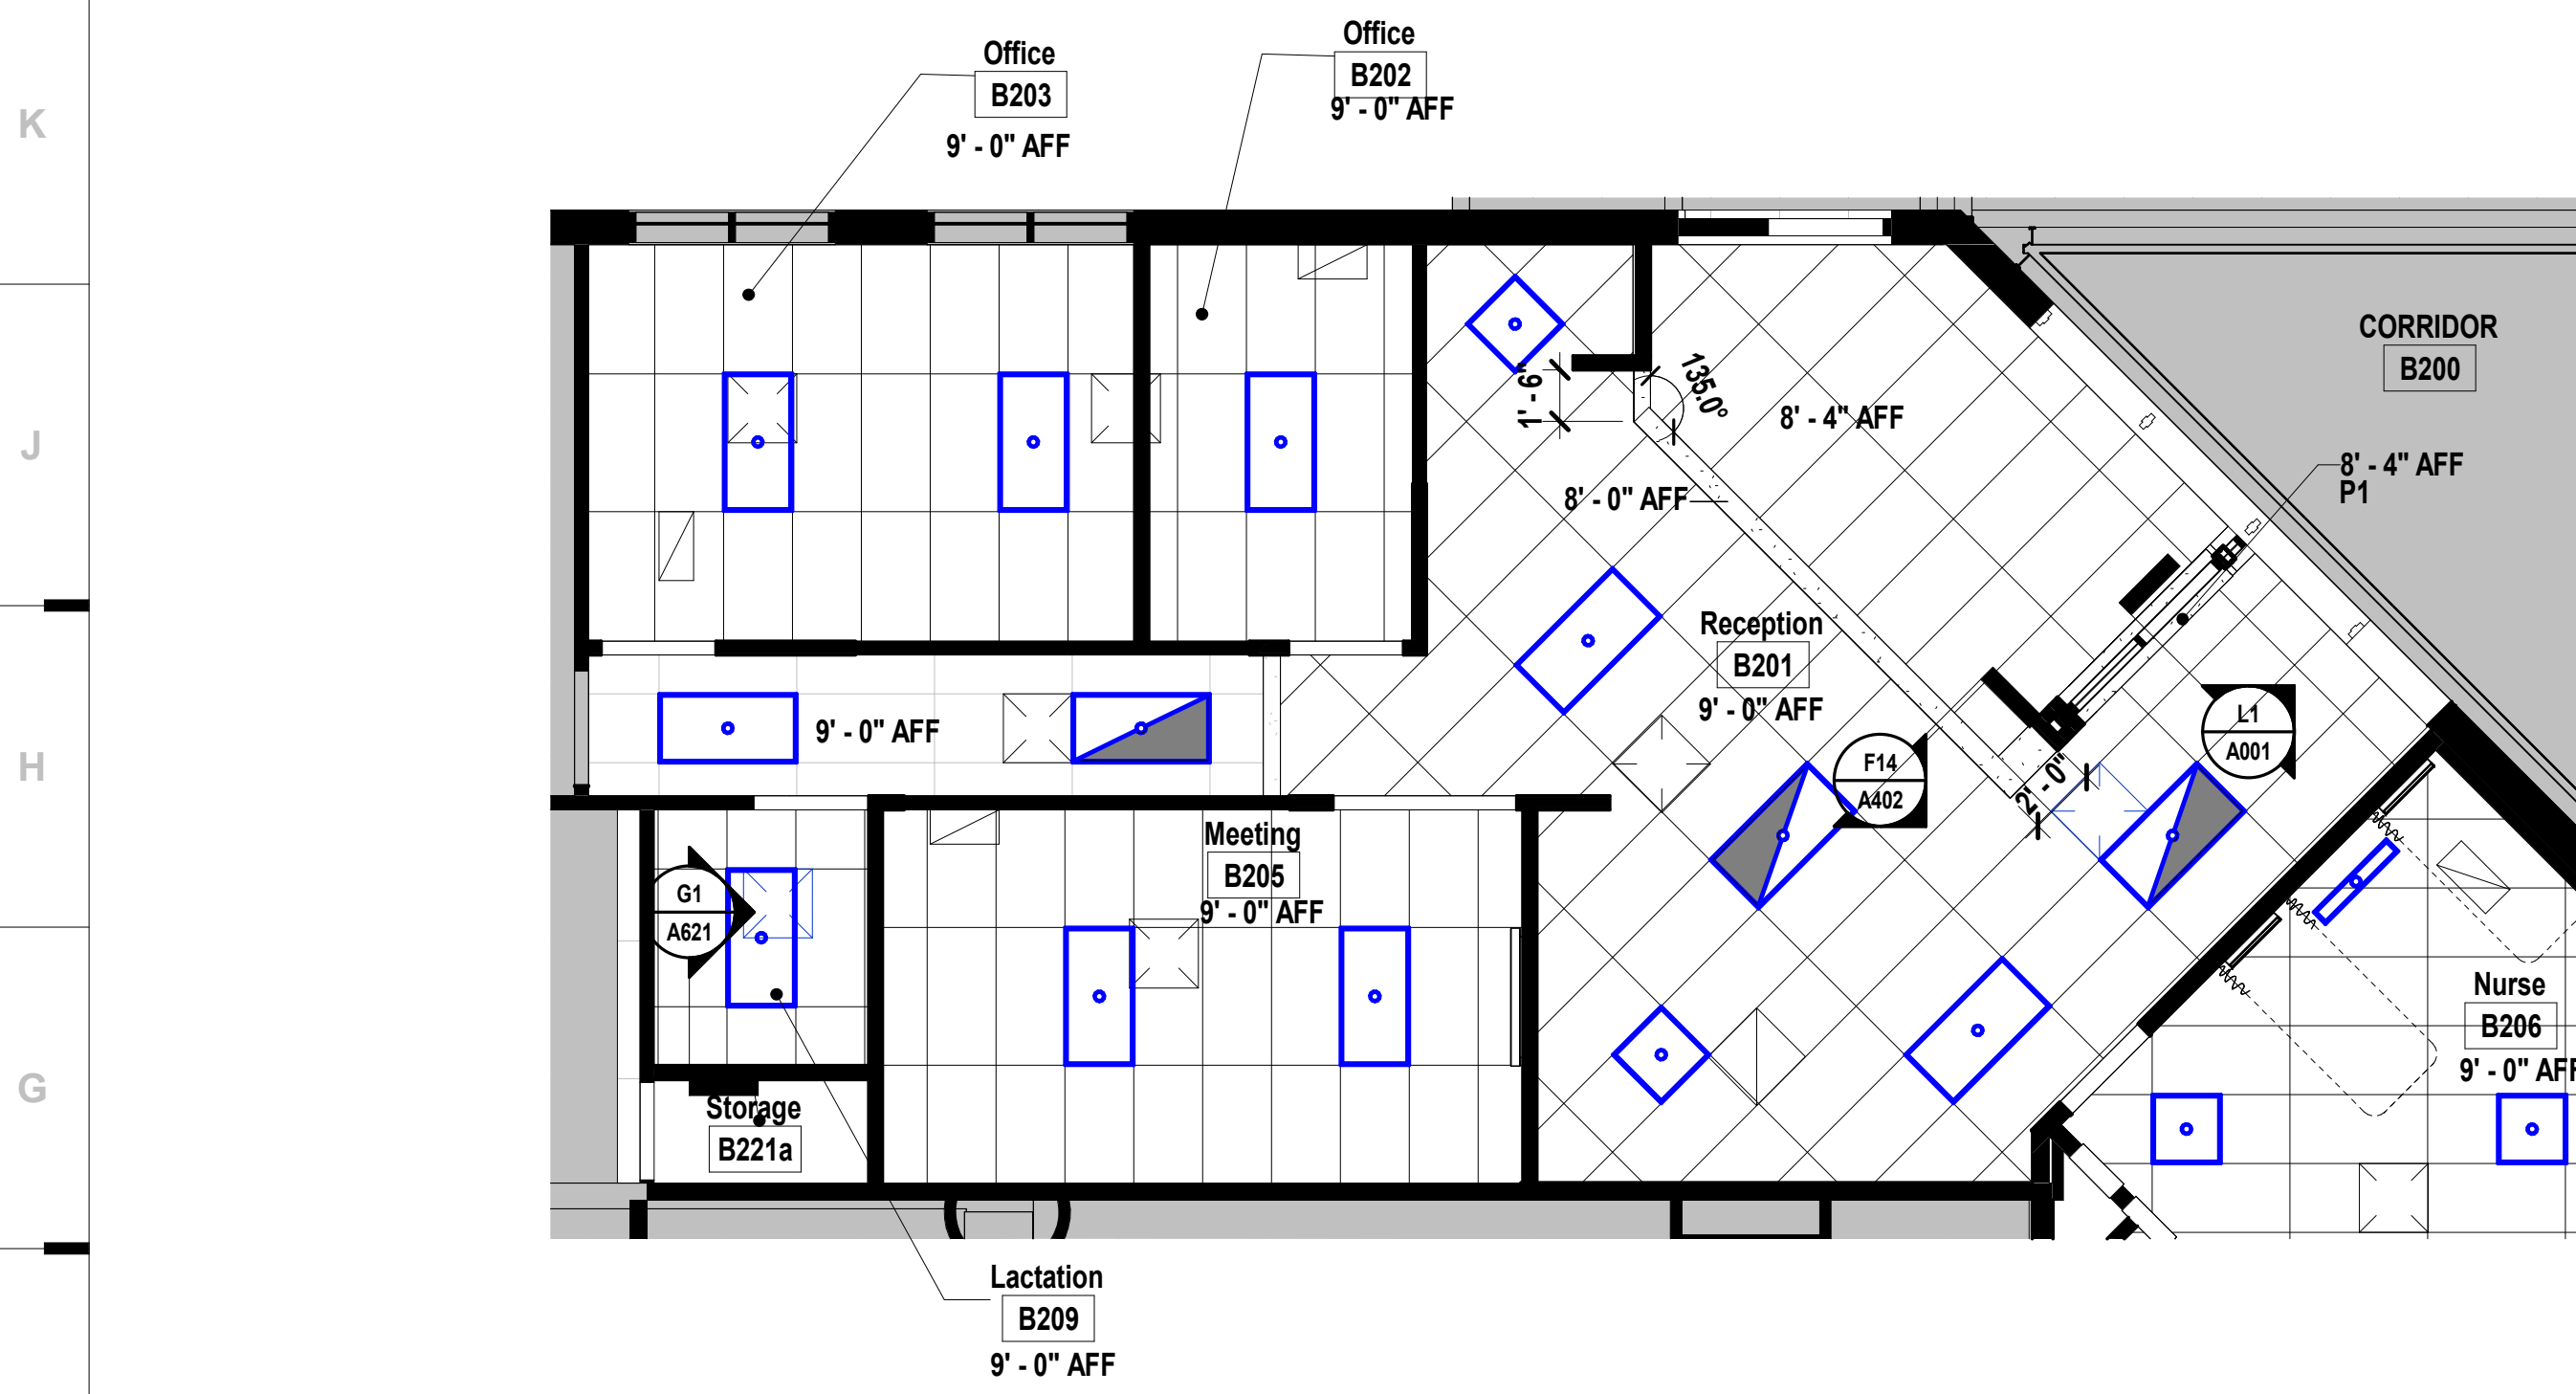 K
J
H
G
Office
B203
9' - 0" AFF
Office
B202
9' - 0" AFF
CORRIDOR
B200
1' - 6"
135.0°
8' - 4" AFF
8' - 4" AFF
P1
8' - 0" AFF
Reception
B201
9' - 0" AFF
9' - 0" AFF
L1
A001
F14
A402
2' - 0"
Meeting
B205
9' - 0" AFF
G1
A621
Nurse
B206
9' - 0" AFF
Storage
B221a
Lactation
B209
9' - 0" AFF